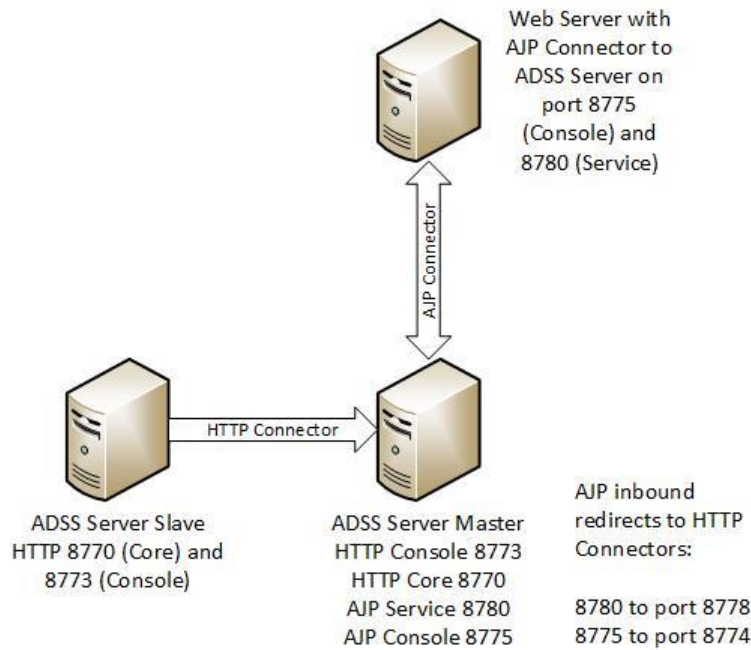 Web Server with
AJP Connector to
ADSS Server on
port 8775
(Console) and
8780 (Service)
AJP Connector
HTTP Connector
ADSS Server Slave
HTTP 8770 (Core) and
8773 (Console)
ADSS Server Master
HTTP Console 8773
HTTP Core 8770
AJP Service 8780
AJP Console 8775
AJP inbound
redirects to HTTP
Connectors:
8780 to port 8778
8775 to port 8774